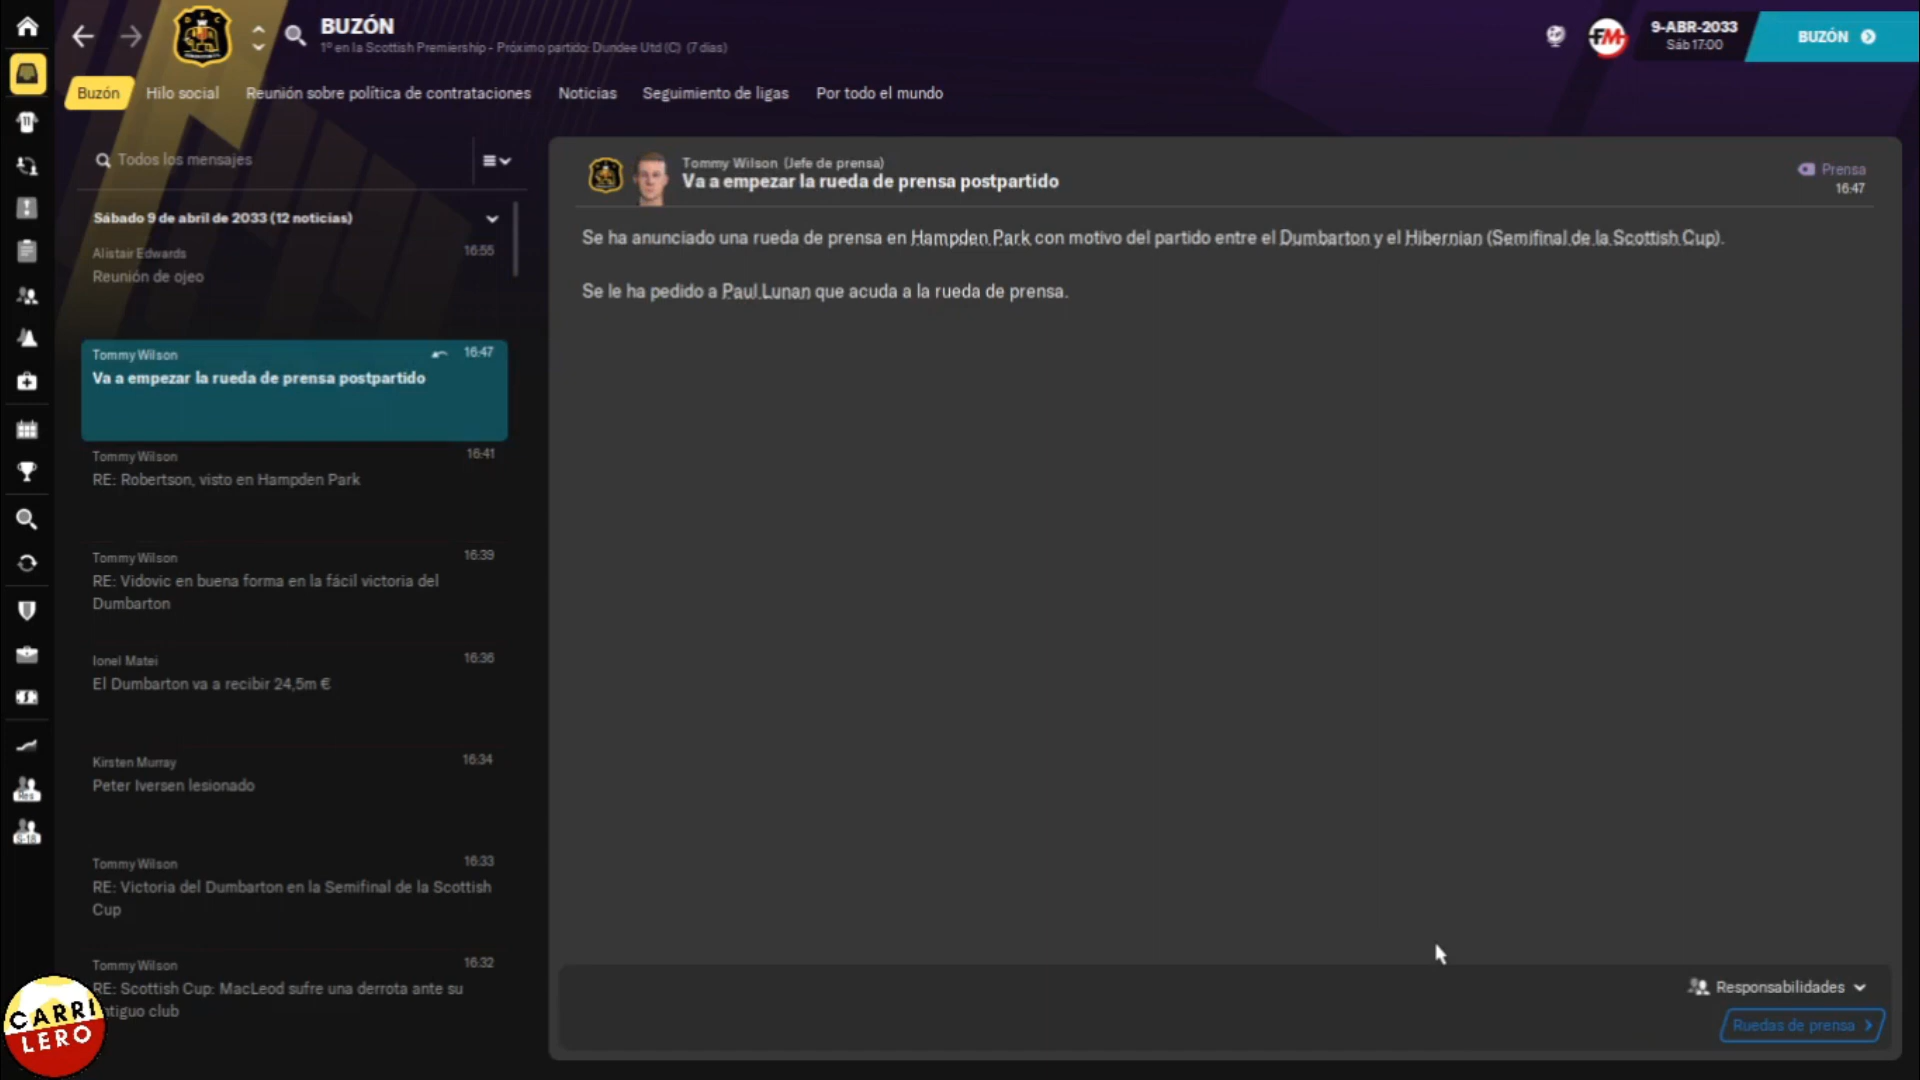 BUZÓN
1º en la Scottish Premiership - Próximo partido: Dundee Utd (C) (7 días)
FM
9-ABR-2033
Sáb 17:00
BUZÓN
Buzón
Hilo social
Reunión sobre política de contrataciones
Noticias
Seguimiento de ligas
Por todo el mundo
Todos los mensajes
Sábado 9 de abril de 2033 (12 noticias)
Alistair Edwards 16:55
Reunión de ojeo
Tommy Wilson 16:47
Va a empezar la rueda de prensa postpartido
Tommy Wilson 16:41
RE: Robertson, visto en Hampden Park
Tommy Wilson 16:39
RE: Vidovic en buena forma en la fácil victoria del
Dumbarton
Ionel Matei 16:36
El Dumbarton va a recibir 24,5m €
Kirsten Murray 16:34
Peter Iversen lesionado
Tommy Wilson 16:33
RE: Victoria del Dumbarton en la Semifinal de la Scottish
Cup
Tommy Wilson 16:32
RE: Scottish Cup: MacLeod sufre una derrota ante su
ntiguo club
CARRI
LERO
Tommy Wilson (Jefe de prensa)
Va a empezar la rueda de prensa postpartido
Prensa
16:47
Se ha anunciado una rueda de prensa en Hampden Park con motivo del partido entre el Dumbarton y el Hibernian (Semifinal de la Scottish Cup).
Se le ha pedido a Paul Lunan que acuda a la rueda de prensa.
Responsabilidades
Ruedas de prensa